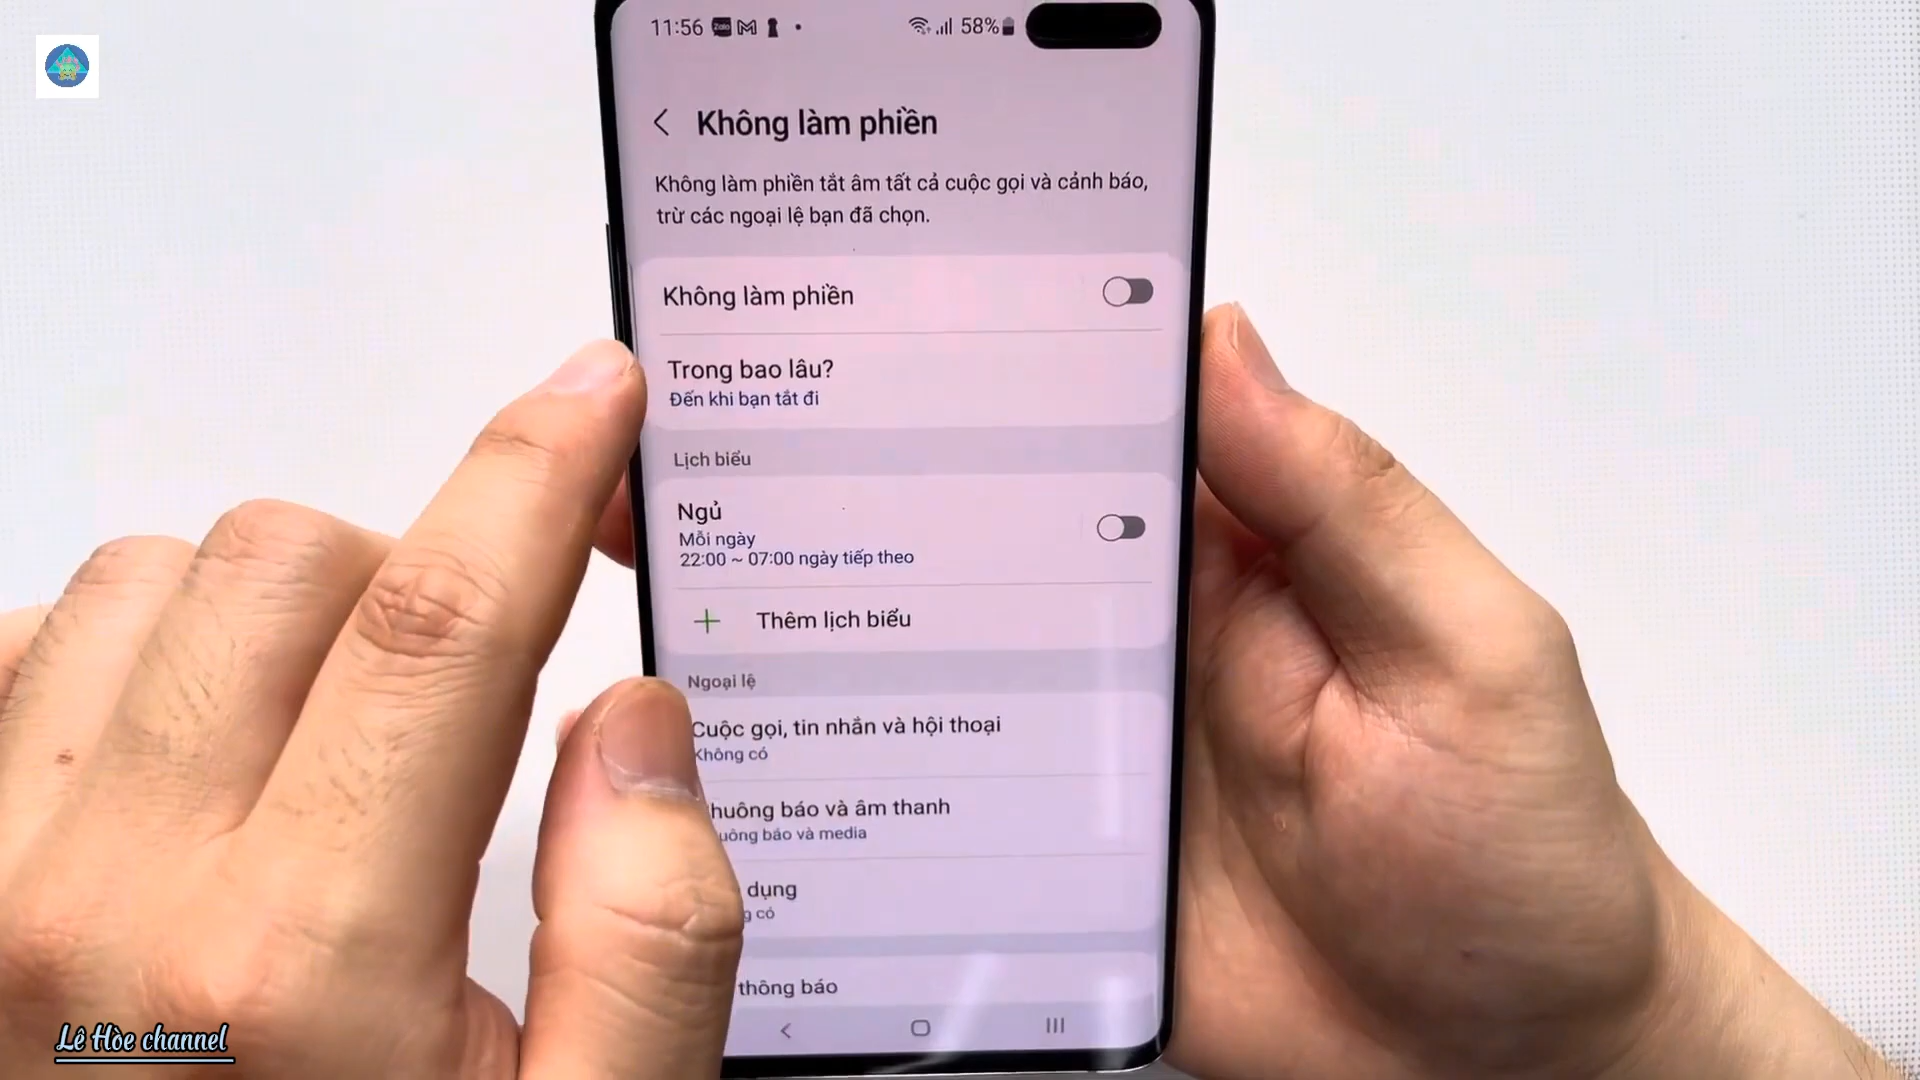 11:56
58%
Không làm phiền
Không làm phiền tắt âm tất cả cuộc gọi và cảnh báo,
trừ các ngoại lệ bạn đã chọn.
Không làm phiền
Trong bao lâu?
Đến khi bạn tắt đi
Lịch biểu
Ngủ
Mỗi ngày
22:00 ~ 07:00 ngày tiếp theo
Thêm lịch biểu
Ngoại lệ
Cuộc gọi, tin nhắn và hội thoại
Không có
huông báo và âm thanh
uông báo và media
dụng
g có
thông báo
Lê Hòe channel